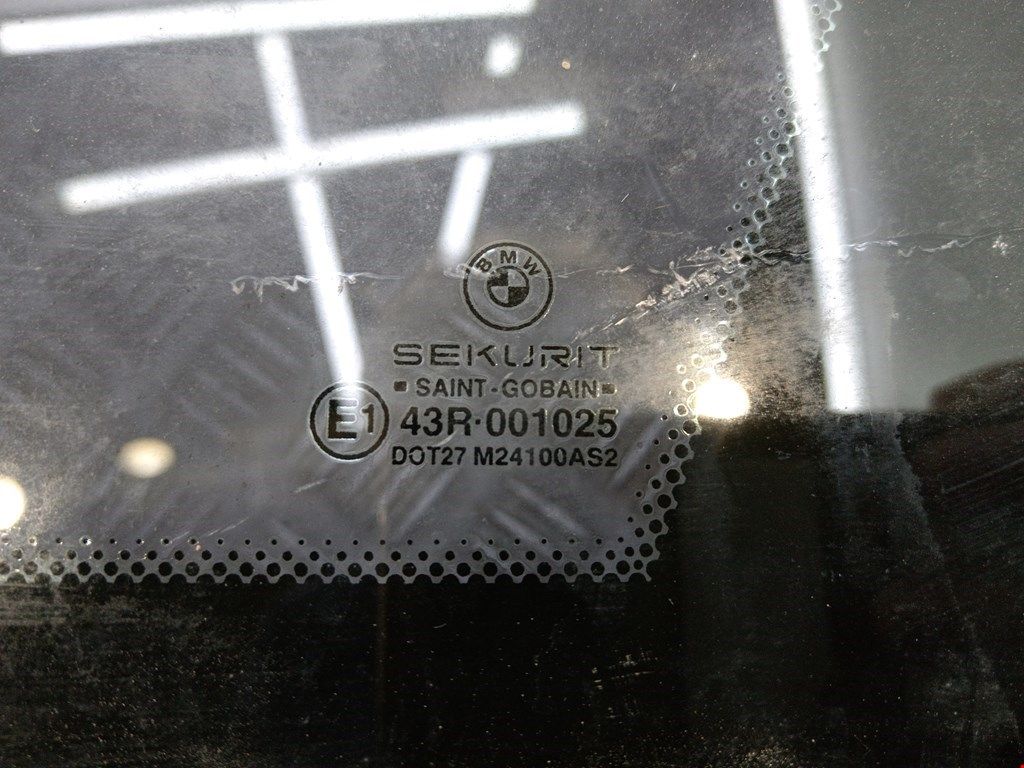 BMW
SEKURIT
SAINT-GOBAIN
E1 43R-001025
DOT27 M24100AS2